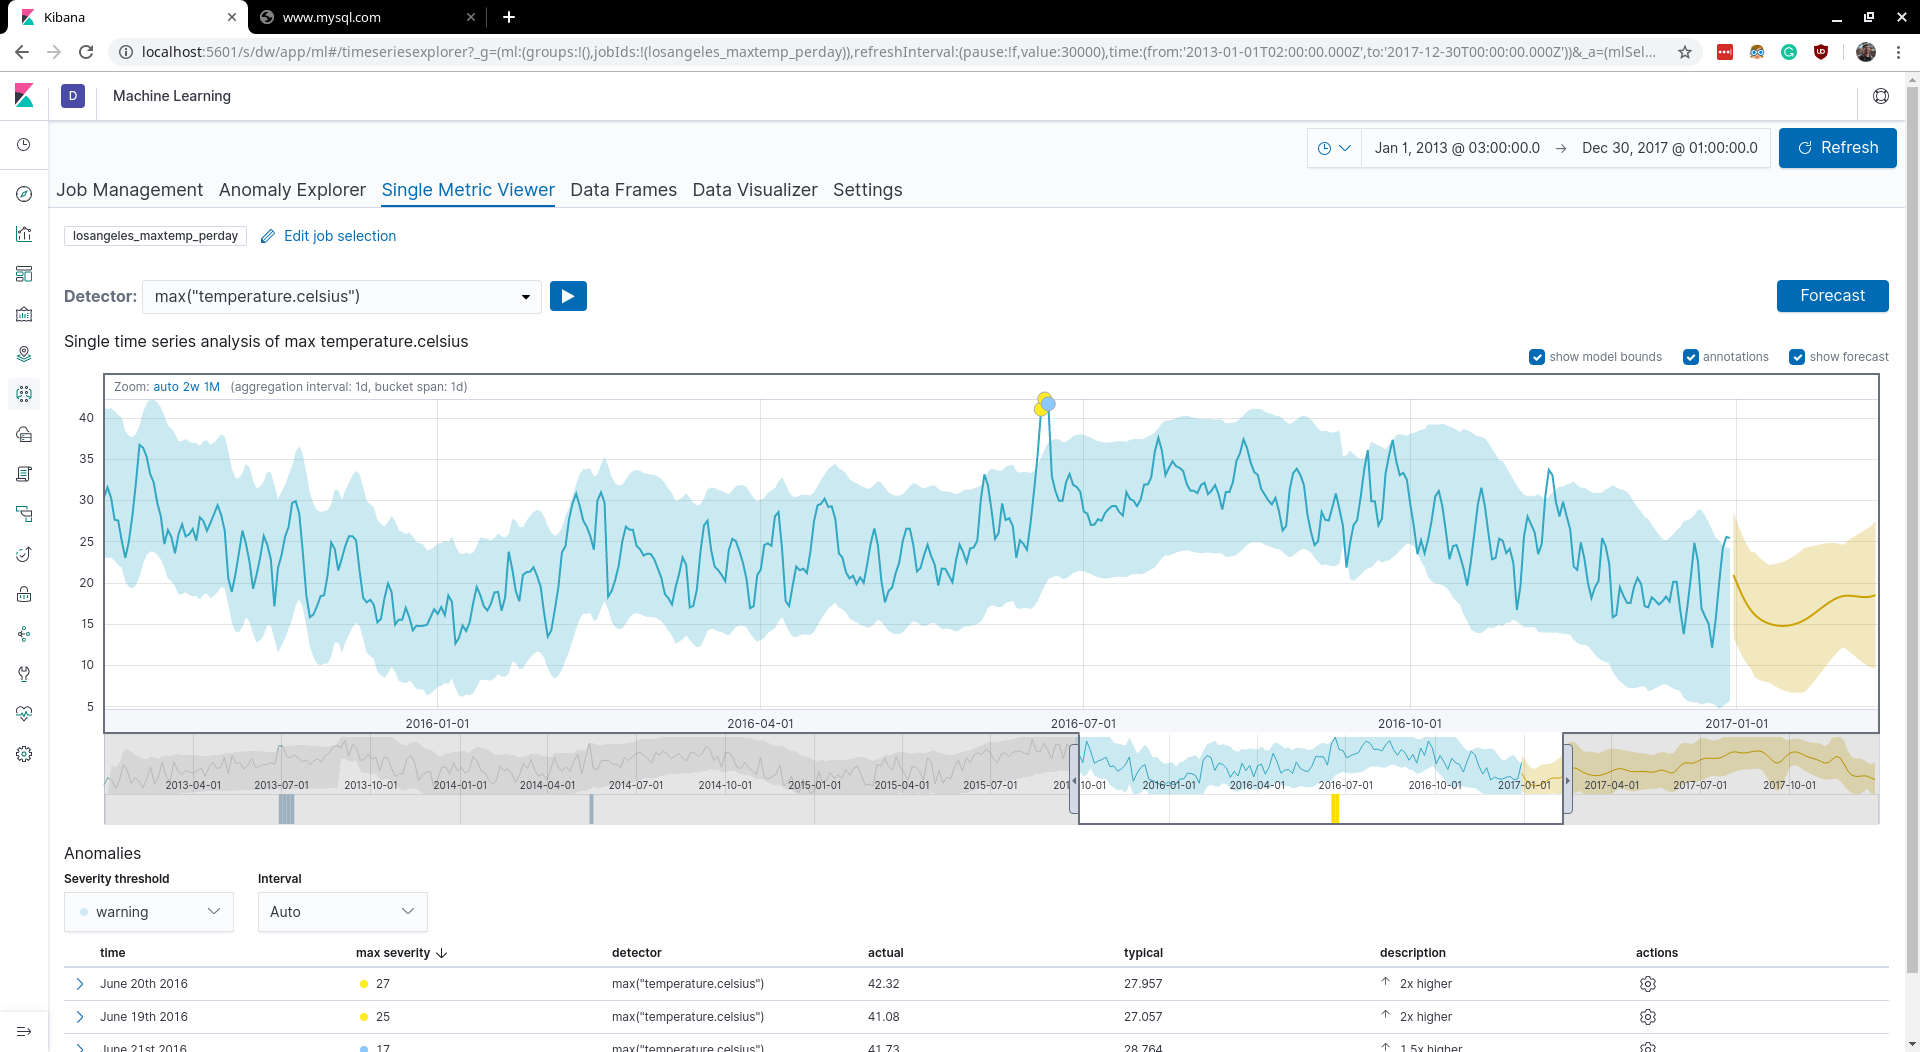 Kibana
www.mysql.com
localhost:5601/s/dw/app/ml#/timeseriesexplorer?_g=(ml:(groups:!(),jobIds:!(losangeles_maxtemp_perday)),refreshInterval:(pause:!f,value:30000),time:(from:'2013-01-01T02:00:00.000Z',to:'2017-12-30T00:00:00.000Z'))&_a=(mlSel...
D
Machine Learning
Jan 1, 2013 @ 03:00:00.0 → Dec 30, 2017 @ 01:00:00.0
Refresh
Job Management Anomaly Explorer Single Metric Viewer Data Frames Data Visualizer Settings
losangeles_maxtemp_perday
Edit job selection
Detector: max("temperature.celsius")
Forecast
Single time series analysis of max temperature.celsius
show model bounds annotations show forecast
Zoom: auto 2w 1M (aggregation interval: 1d, bucket span: 1d)
40
35
30
25
20
15
10
5
2016-01-01 2016-04-01 2016-07-01 2016-10-01 2017-01-01
2013-04-01 2013-07-01 2013-10-01 2014-01-01 2014-04-01 2014-07-01 2014-10-01 2015-01-01 2015-04-01 2015-07-01 201 10-01 2016-01-01 2016-04-01 2016-07-01 2016-10-01 2017-01-01 2017-04-01 2017-07-01 2017-10-01
Anomalies
Severity threshold Interval
warning Auto
time max severity ↓ detector actual typical description actions
June 20th 2016 27 max("temperature.celsius") 42.32 27.957 ↑ 2x higher
June 19th 2016 25 max("temperature.celsius") 41.08 27.057 ↑ 2x higher
June 21st 2016 17 max("temperature.celsius") 41.73 28.764 ↑ 1.5x higher